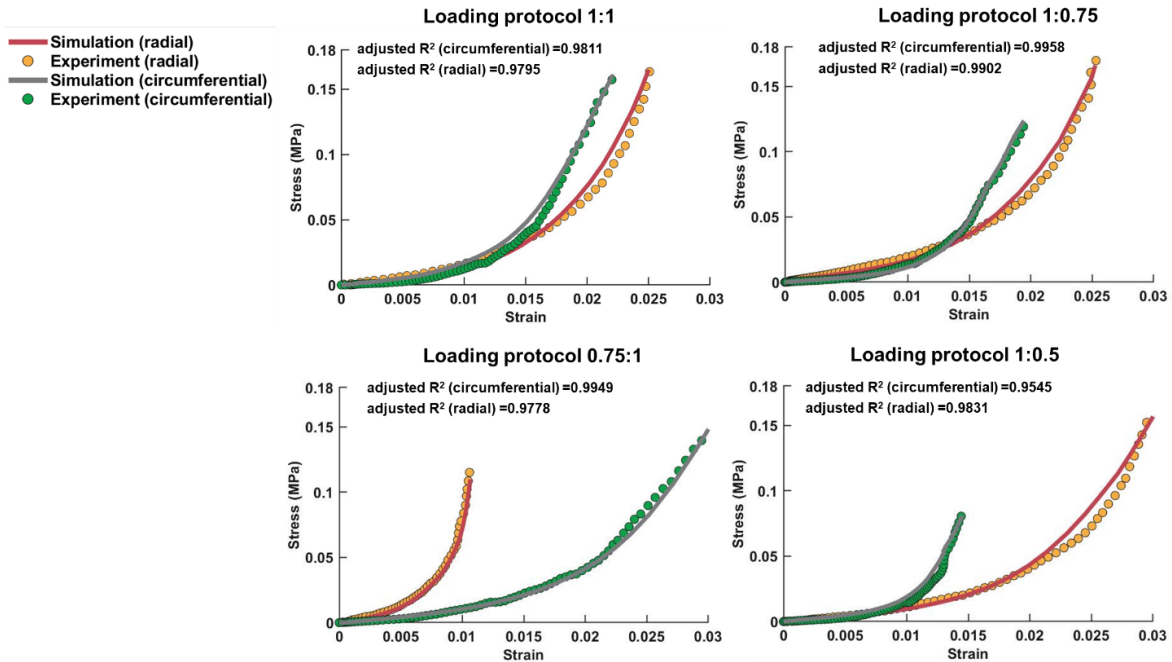 Simulation (radial)
Experiment (radial)
Simulation (circumferential)
Experiment (circumferential)
Loading protocol 1:1
adjusted R² (circumferential) =0.9811
adjusted R² (radial) =0.9795
Stress (MPa)
0.18
0.15
0.1
0.05
0
0 0.005 0.01 0.015 0.02 0.025 0.03
Strain
Loading protocol 1:0.75
adjusted R² (circumferential) =0.9958
adjusted R² (radial) =0.9902
Stress (MPa)
0.18
0.15
0.1
0.05
0
0 0.005 0.01 0.015 0.02 0.025 0.03
Strain
Loading protocol 0.75:1
adjusted R² (circumferential) =0.9949
adjusted R² (radial) =0.9778
Stress (MPa)
0.18
0.15
0.1
0.05
0
0 0.005 0.01 0.015 0.02 0.025 0.03
Strain
Loading protocol 1:0.5
adjusted R² (circumferential) =0.9545
adjusted R² (radial) =0.9831
Stress (MPa)
0.18
0.15
0.1
0.05
0
0 0.005 0.01 0.015 0.02 0.025 0.03
Strain